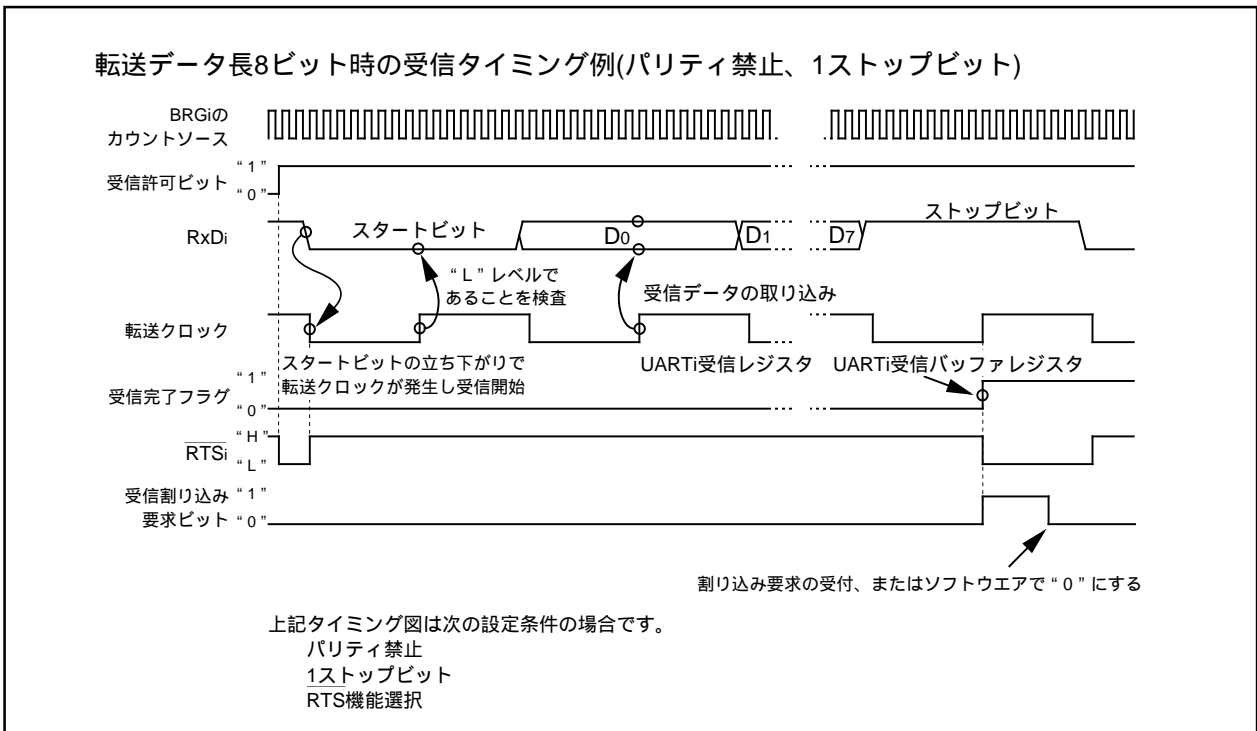 転送データ長8ビット時の受信タイミング例(パリティ禁止、1ストップビット)
BRGiの
カウントソース
受信許可ビット
“1”
“0”
RxDi
スタートビット
D0
D1
D7
ストップビット
“L”レベルで
あることを検査
受信データの取り込み
転送クロック
スタートビットの立ち下がりで
転送クロックが発生し受信開始
UARTi受信レジスタ
UARTi受信バッファレジスタ
受信完了フラグ
“1”
“0”
RTSi
“H”
“L”
受信割り込み
要求ビット
“1”
“0”
割り込み要求の受付、またはソフトウエアで“0”にする
上記タイミング図は次の設定条件の場合です。
パリティ禁止
1ストップビット
RTS機能選択